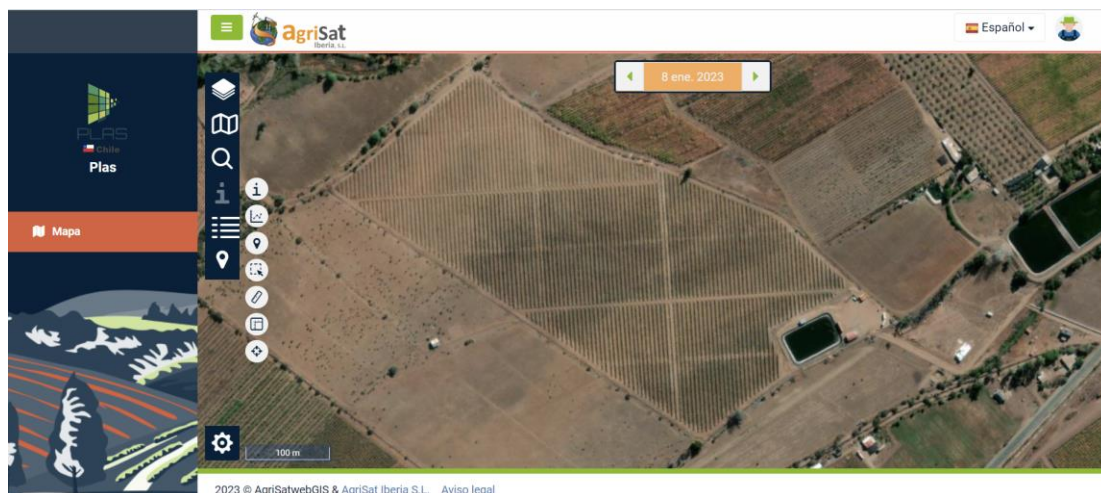 agriSat
Iberia. S.L.
Español
8 ene. 2023
PLAS
Chile
Plas
Mapa
100 m
2023 © AgriSatwebGIS & AgriSat Iberia S.L. Aviso legal